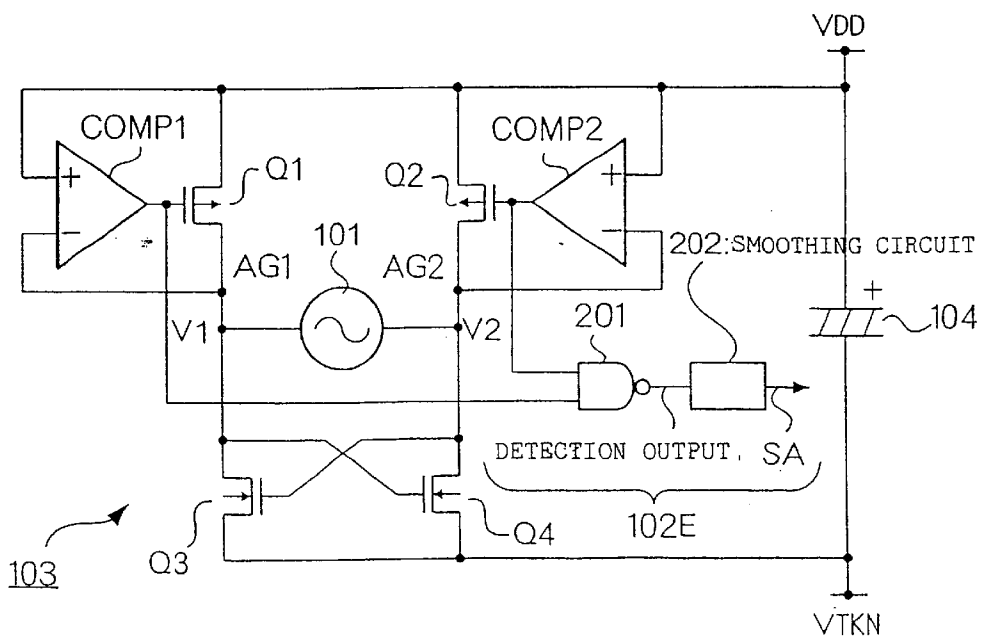 VDD
COMP1
COMP2
+
+
Q1
Q2
−
−
101
202:SMOOTHING CIRCUIT
AG1
AG2
+
104
V1
V2
201
DETECTION OUTPUT, SA
102E
Q3
Q4
103
VTKN